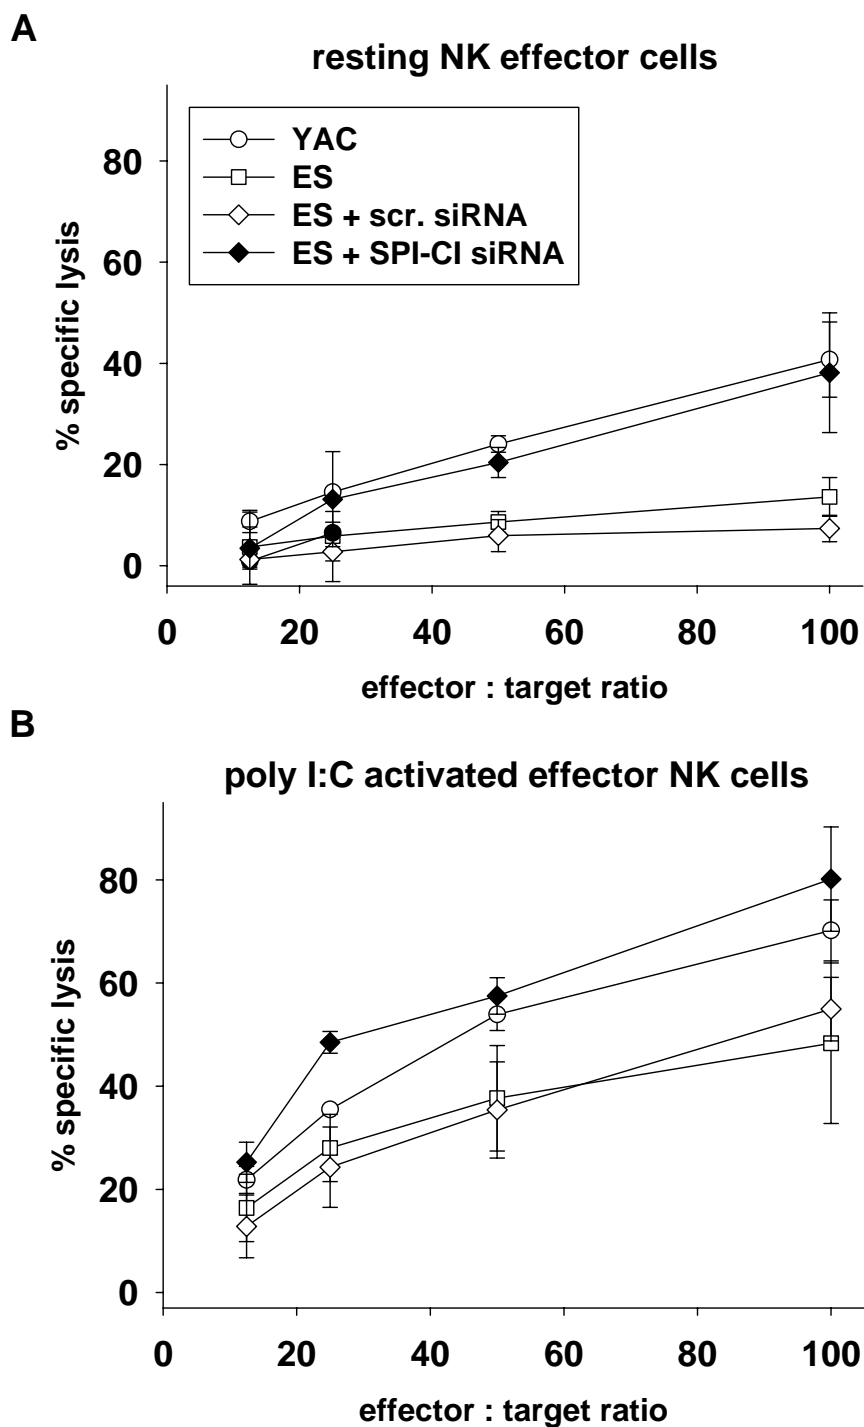 A
resting NK effector cells
YAC
ES
ES + scr. siRNA
ES + SPI-CI siRNA
% specific lysis
80
60
40
20
0
0 20 40 60 80 100
effector : target ratio
B
poly I:C activated effector NK cells
% specific lysis
80
60
40
20
0
0 20 40 60 80 100
effector : target ratio